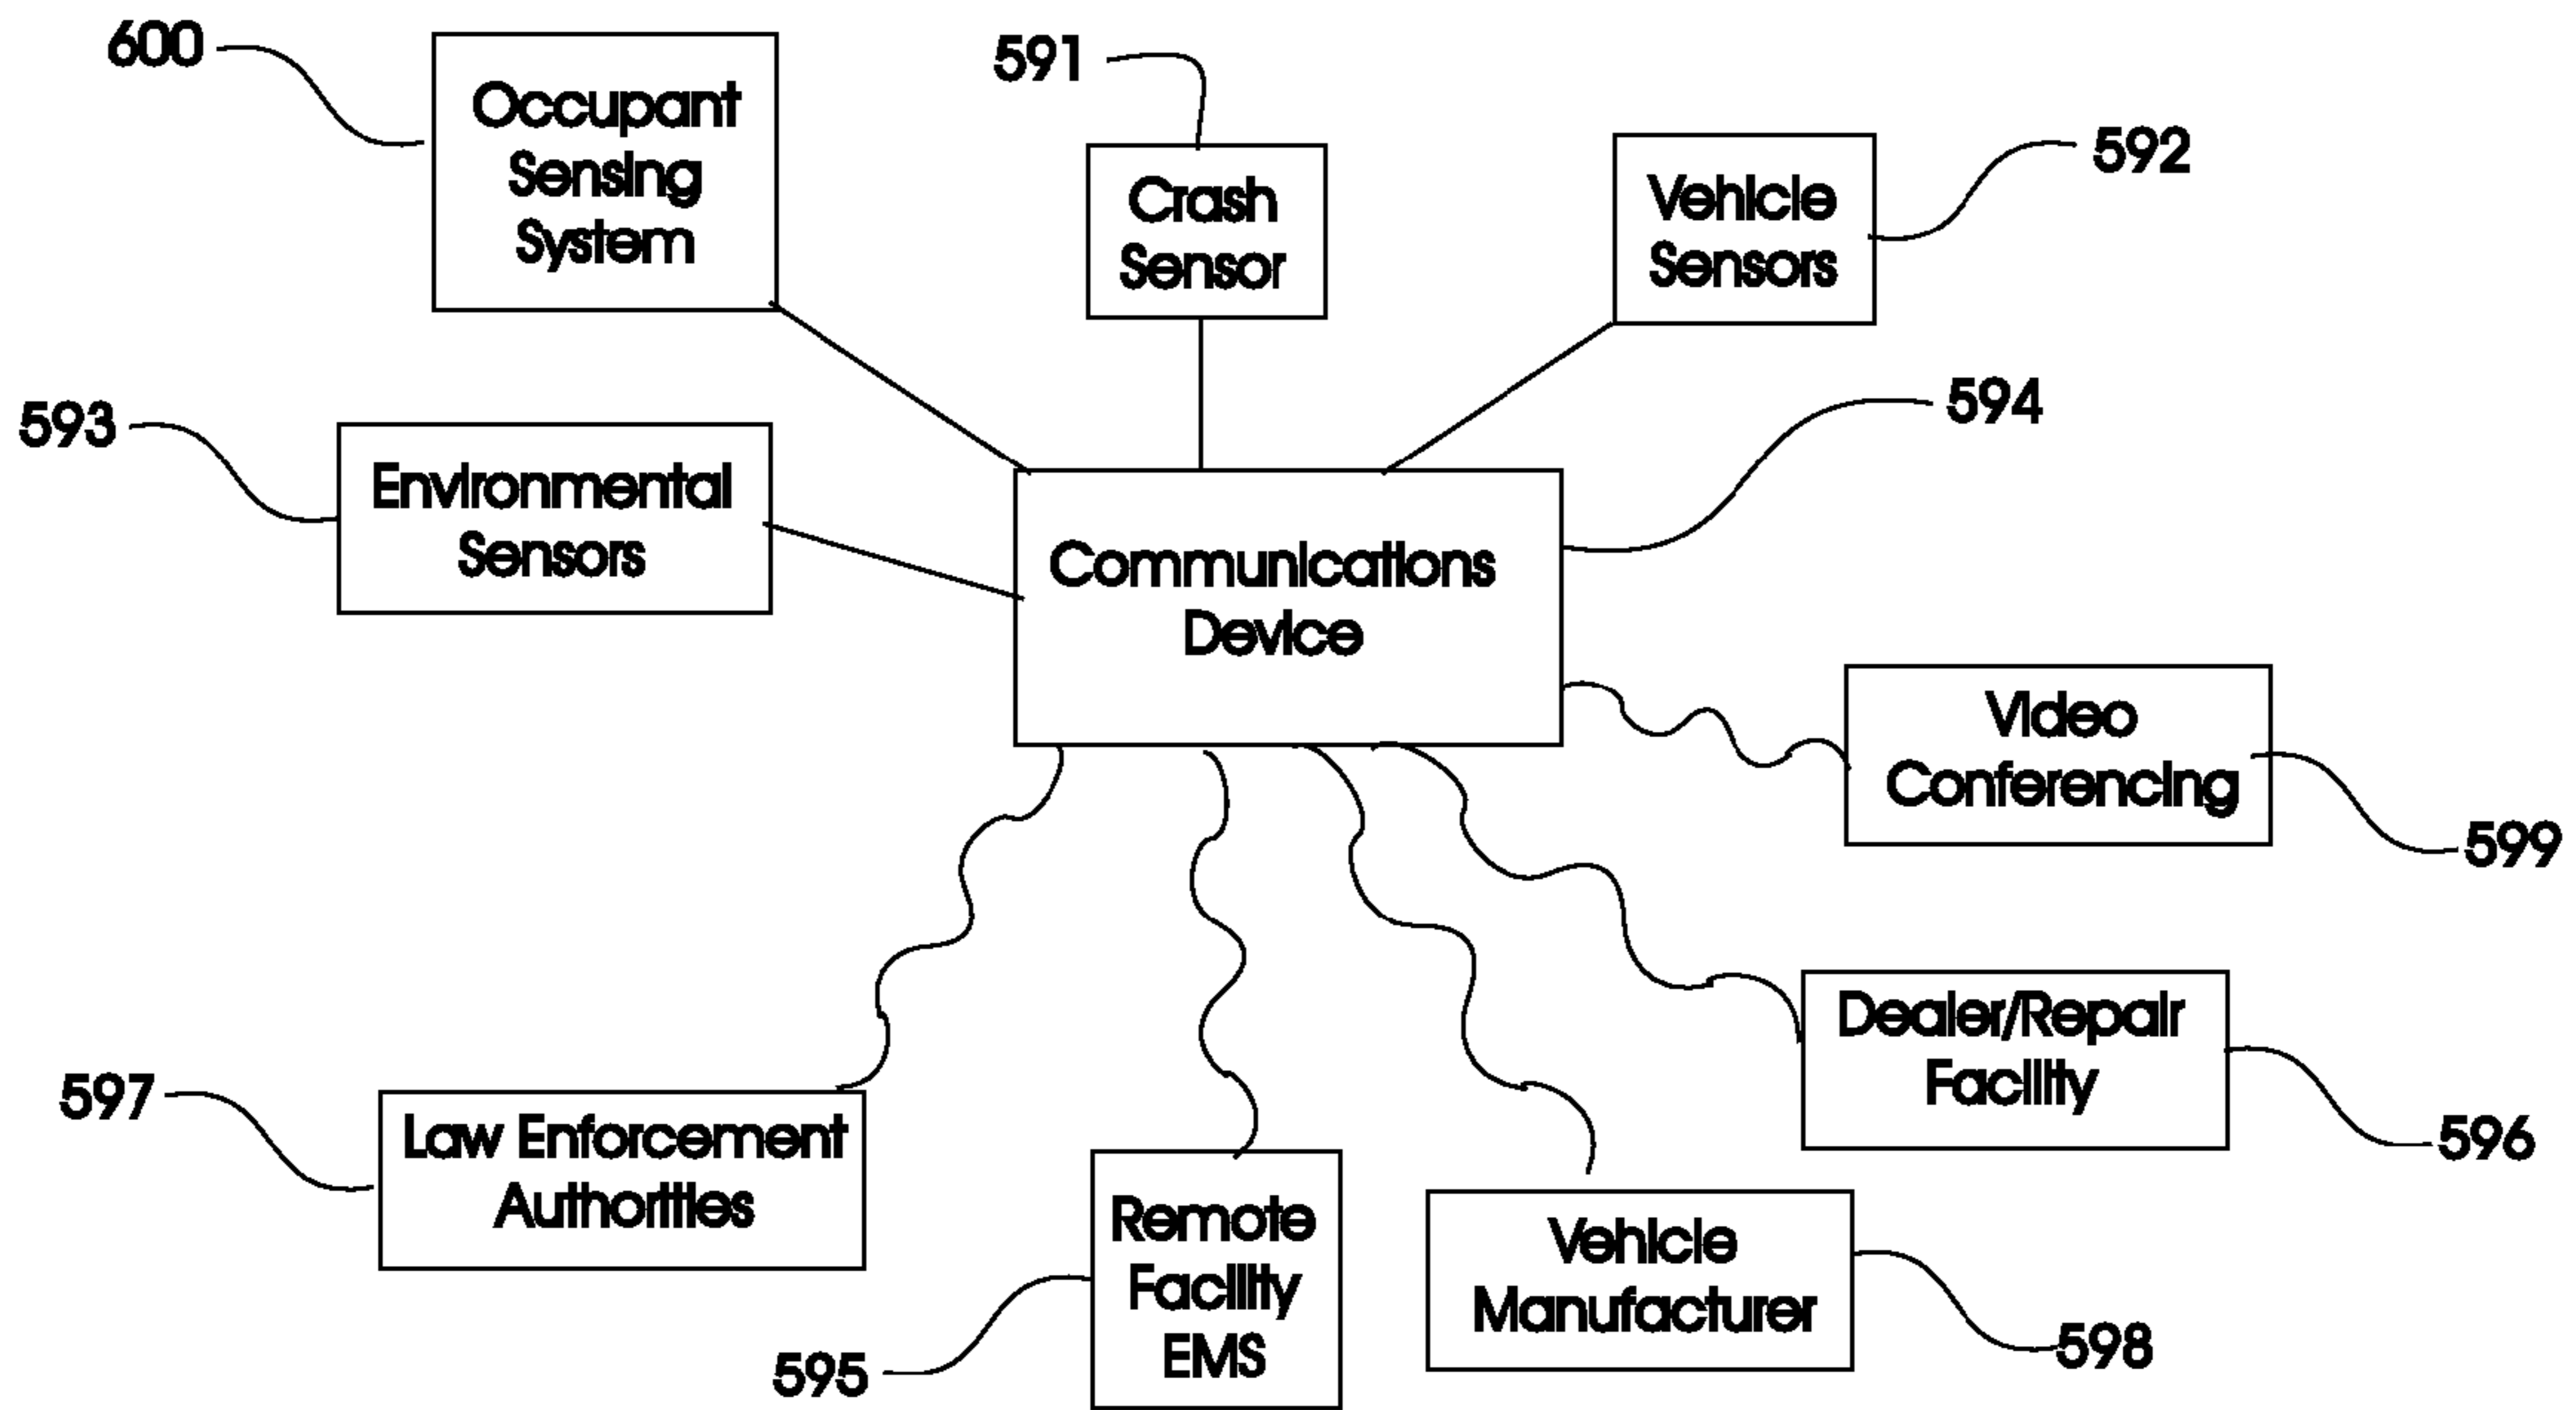 600
Occupant
Sensing
System
591
Crash
Sensor
592
Vehicle
Sensors
593
Environmental
Sensors
594
Communications
Device
Video
Conferencing
599
Dealer/Repair
Facility
596
597
Law Enforcement
Authorities
Remote
Facility
EMS
595
Vehicle
Manufacturer
598